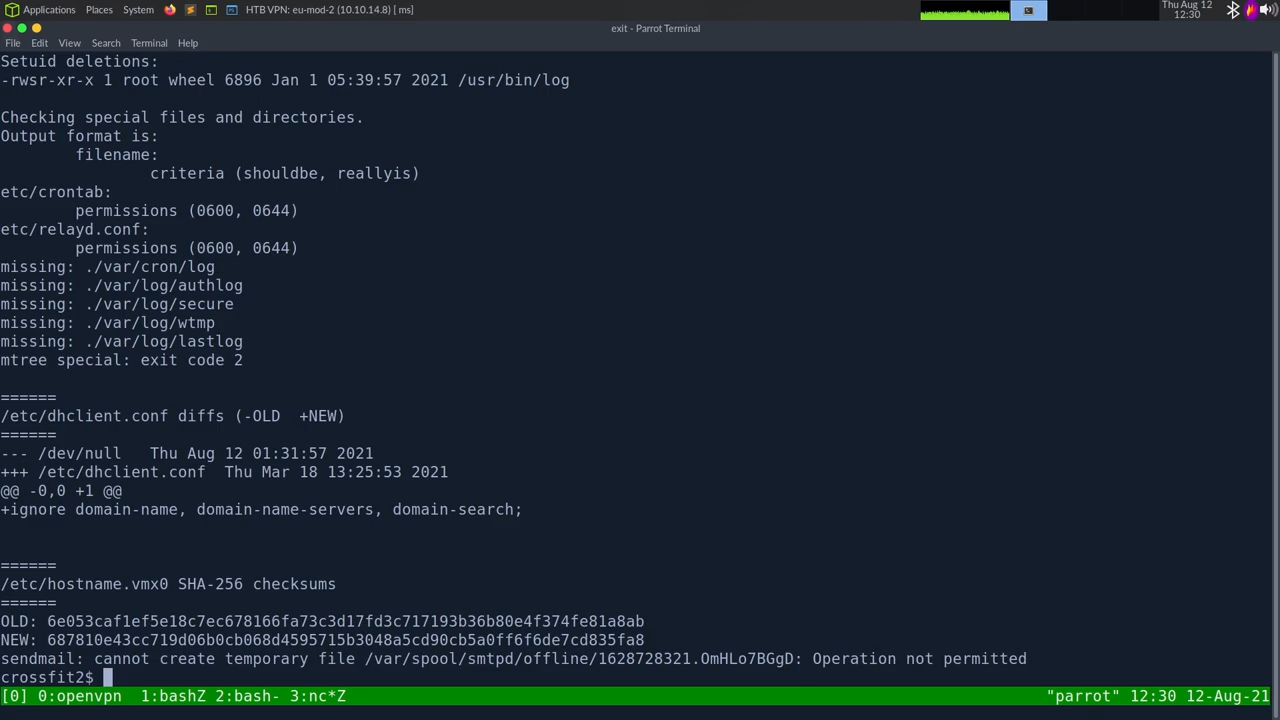 Applications Places System HTB VPN: eu-mod-2 (10.10.14.8) [ ms] Thu Aug 12 12:30
exit - Parrot Terminal
File Edit View Search Terminal Help
Setuid deletions:
-rwsr-xr-x 1 root wheel 6896 Jan 1 05:39:57 2021 /usr/bin/log
Checking special files and directories.
Output format is:
filename:
criteria (shouldbe, reallyis)
etc/crontab:
permissions (0600, 0644)
etc/relayd.conf:
permissions (0600, 0644)
missing: ./var/cron/log
missing: ./var/log/authlog
missing: ./var/log/secure
missing: ./var/log/wtmp
missing: ./var/log/lastlog
mtree special: exit code 2
======
/etc/dhclient.conf diffs (-OLD  +NEW)
======
--- /dev/null   Thu Aug 12 01:31:57 2021
+++ /etc/dhclient.conf  Thu Mar 18 13:25:53 2021
@@ -0,0 +1 @@
+ignore domain-name, domain-name-servers, domain-search;
======
/etc/hostname.vmx0 SHA-256 checksums
======
OLD: 6e053caf1ef5e18c7ec678166fa73c3d17fd3c717193b36b80e4f374fe81a8ab
NEW: 687810e43cc719d06b0cb068d4595715b3048a5cd90cb5a0ff6f6de7cd835fa8
sendmail: cannot create temporary file /var/spool/smtpd/offline/1628728321.OmHLo7BGgD: Operation not permitted
crossfit2$
[0] 0:openvpn  1:bashZ 2:bash- 3:nc*Z "parrot" 12:30 12-Aug-21